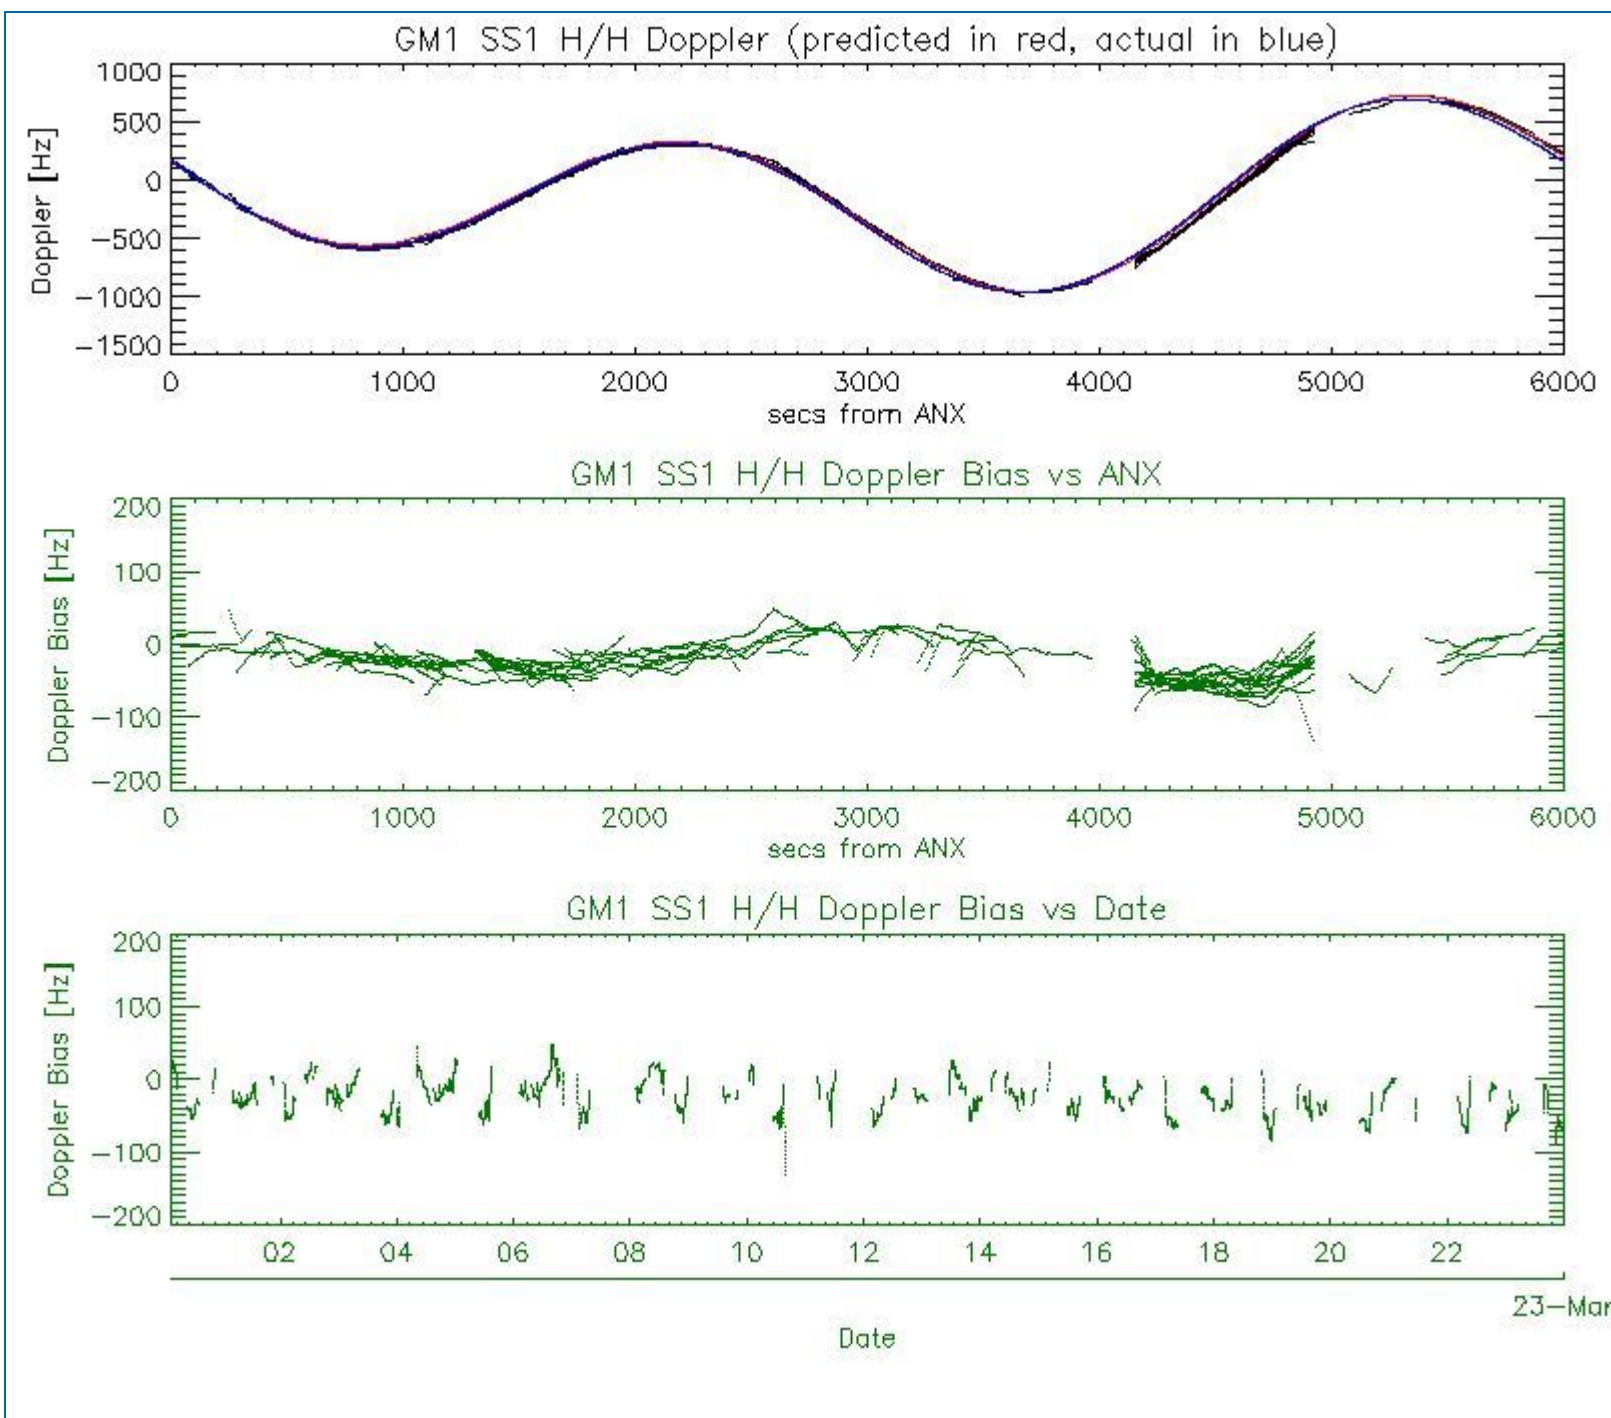 GM1 SS1 H/H Doppler (predicted in red, actual in blue)
1000
500
0
-500
-1000
-1500
Doppler [Hz]
0 1000 2000 3000 4000 5000 6000
secs from ANX
GM1 SS1 H/H Doppler Bias vs ANX
200
100
0
-100
-200
Doppler Bias [Hz]
0 1000 2000 3000 4000 5000 6000
secs from ANX
GM1 SS1 H/H Doppler Bias vs Date
200
100
0
-100
-200
Doppler Bias [Hz]
02 04 06 08 10 12 14 16 18 20 22
23-Mar
Date